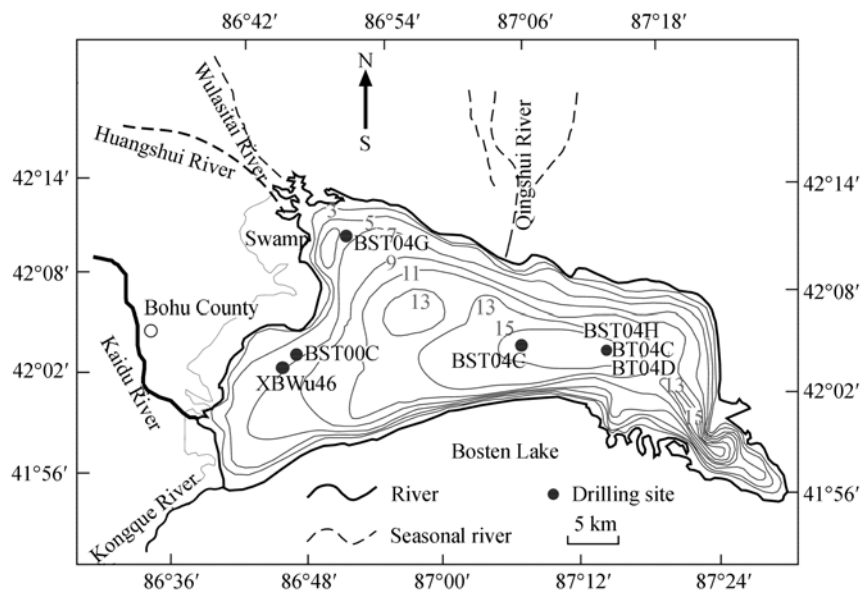 86°42′ 86°54′ 87°06′ 87°18′
N
S
Wulasitai River
Huangshui River
Qingshui River
42°14′
42°14′
Swamp
3
5
7
BST04G
42°08′
9
11
42°08′
13
13
Bohu County
15
BST04H
BST04C
BT04C
BST00C
BT04D
42°02′
XBWu46
42°02′
13
Kaidu River
15
Bosten Lake
41°56′
41°56′
River
Drilling site
Kongque River
Seasonal river
5 km
86°36′ 86°48′ 87°00′ 87°12′ 87°24′